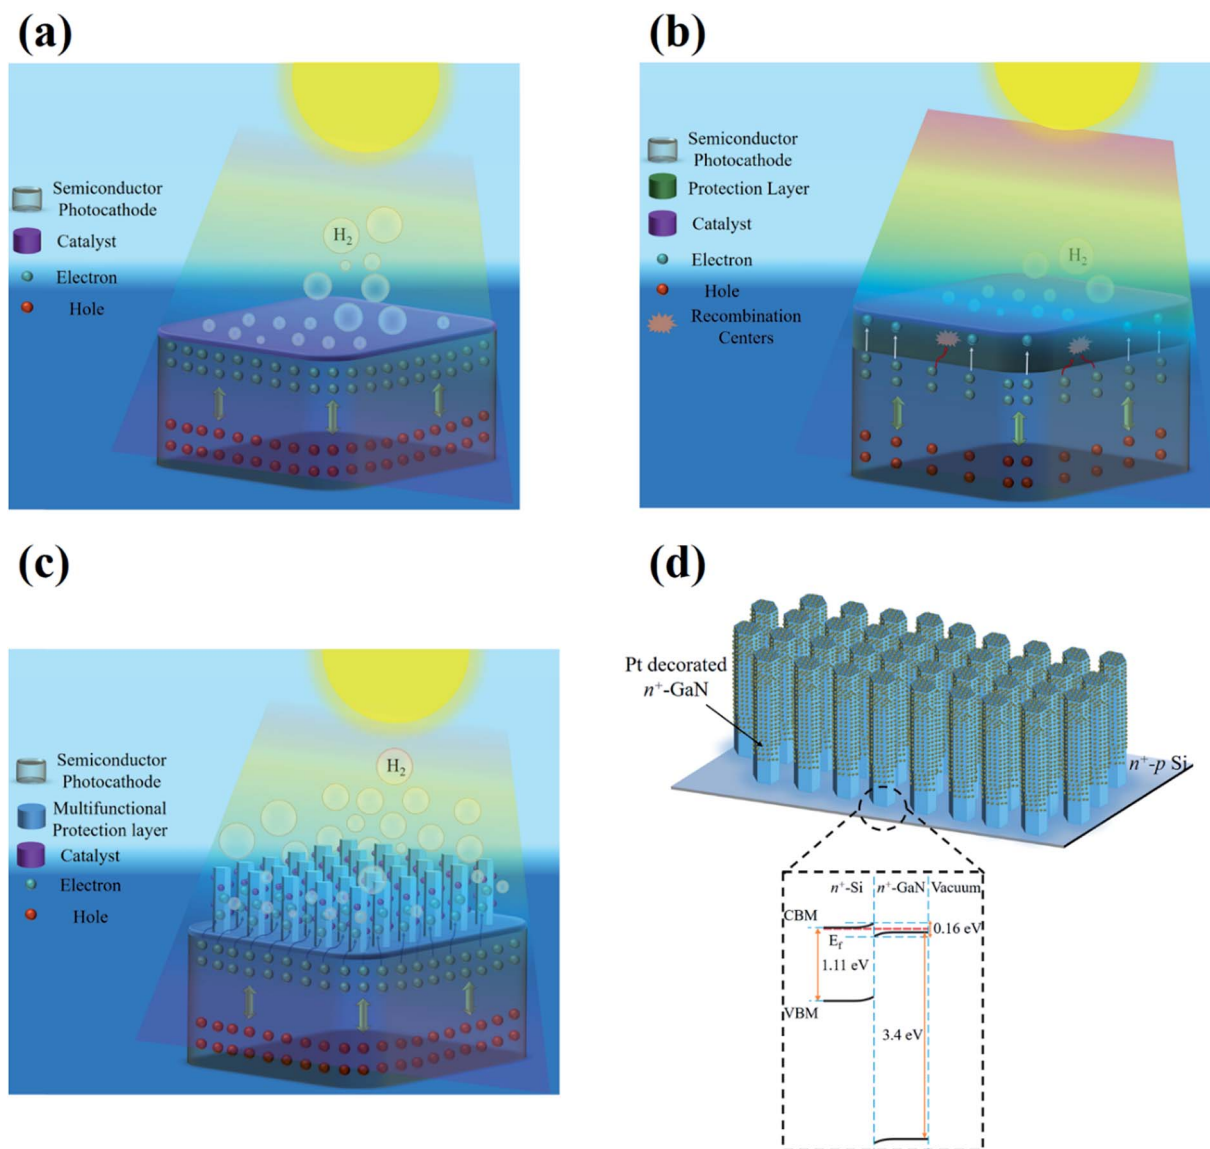 (a)
Semiconductor
Photocathode
Catalyst
Electron
Hole
H2
(b)
Semiconductor
Photocathode
Protection Layer
Catalyst
Electron
Hole
Recombination
Centers
H2
(c)
Semiconductor
Photocathode
Multifunctional
Protection layer
Catalyst
Electron
Hole
H2
(d)
Pt decorated
n+-GaN
n+-p Si
n+-Si n+-GaN Vacuum
CBM
0.16 eV
Ef
1.11 eV
VBM
3.4 eV